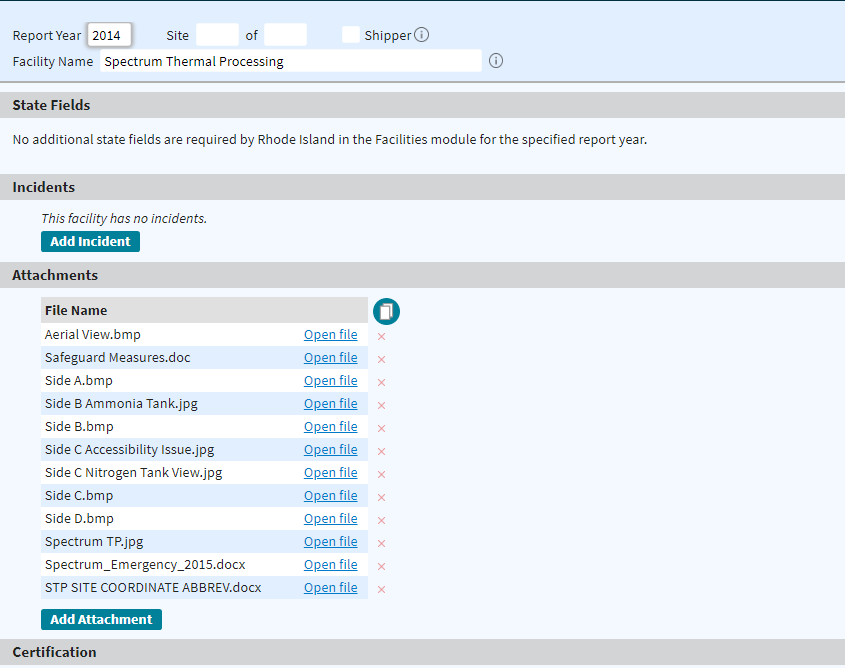 Report Year 2014 Site of Shipper
Facility Name Spectrum Thermal Processing
State Fields
No additional state fields are required by Rhode Island in the Facilities module for the specified report year.
Incidents
This facility has no incidents.
Add Incident
Attachments
File Name
Aerial View.bmp Open file ×
Safeguard Measures.doc Open file ×
Side A.bmp Open file ×
Side B Ammonia Tank.jpg Open file ×
Side B.bmp Open file ×
Side C Accessibility Issue.jpg Open file ×
Side C Nitrogen Tank View.jpg Open file ×
Side C.bmp Open file ×
Side D.bmp Open file ×
Spectrum TP.jpg Open file ×
Spectrum_Emergency_2015.docx Open file ×
STP SITE COORDINATE ABBREV.docx Open file ×
Add Attachment
Certification